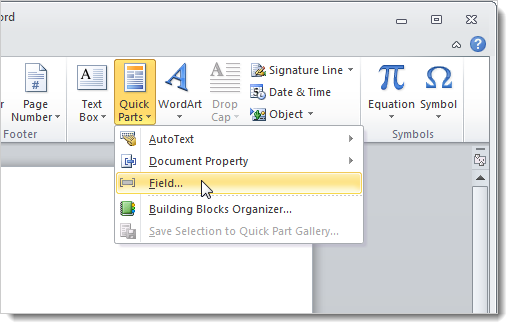 ord
r
Page
Number
Footer
Text
Box
Quick
Parts
WordArt
Drop
Cap
Signature Line
Date & Time
Object
Equation
Symbol
Symbols
AutoText
Document Property
Field...
Building Blocks Organizer...
Save Selection to Quick Part Gallery...